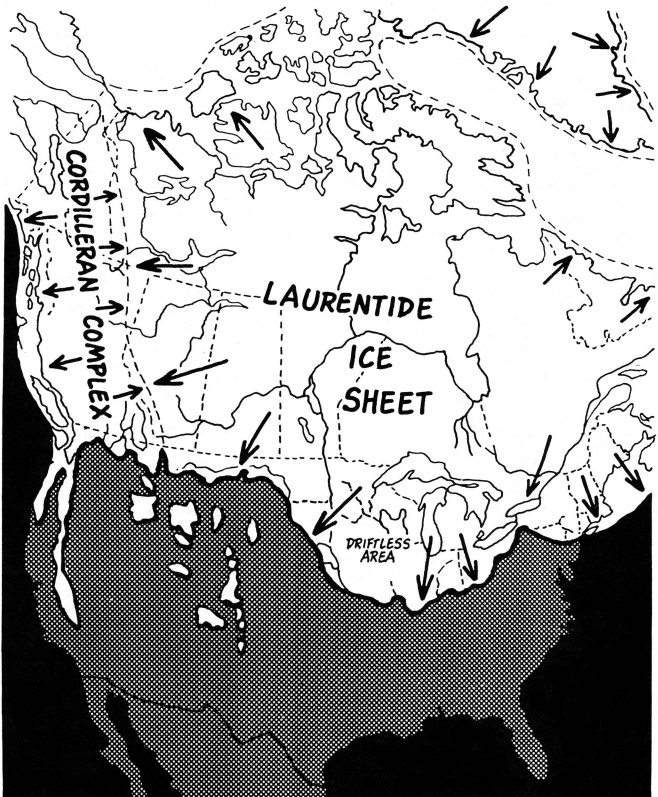 CORDILLERAN COMPLEX
LAURENTIDE
ICE
SHEET
DRIFTLESS
AREA